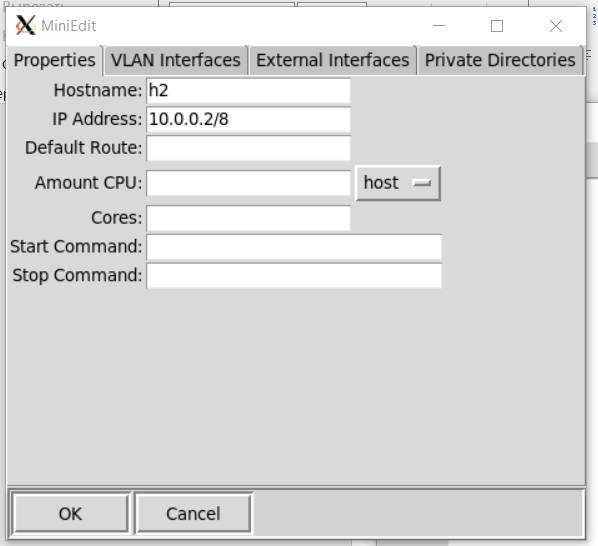 Вырезать
MiniEdit
Properties VLAN Interfaces External Interfaces Private Directories
Hostname: h2
IP Address: 10.0.0.2/8
Default Route:
Amount CPU: host
Cores:
Start Command:
Stop Command:
OK Cancel